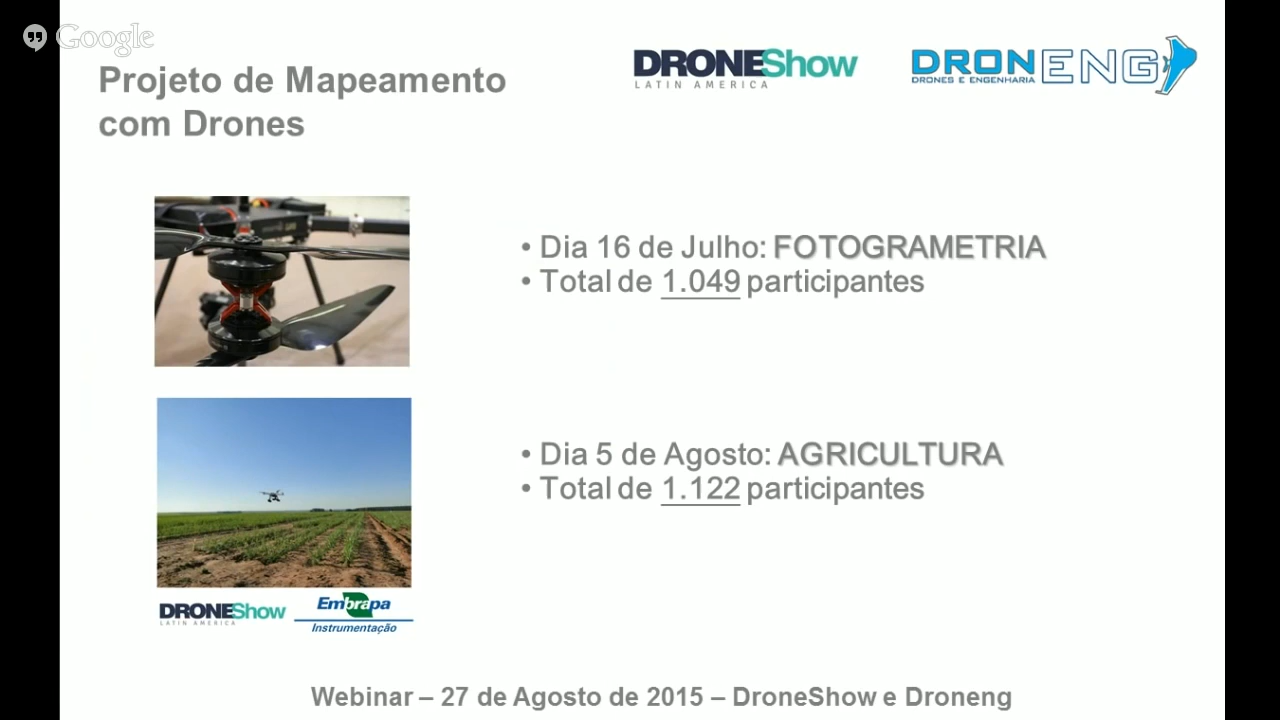 Google
Projeto de Mapeamento
com Drones
DRONEShow
LATIN AMERICA
DRONENG
DRONES E ENGENHARIA
• Dia 16 de Julho: FOTOGRAMETRIA
• Total de 1.049 participantes
• Dia 5 de Agosto: AGRICULTURA
• Total de 1.122 participantes
DRONEShow
LATIN AMERICA
Embrapa
Instrumentação
Webinar – 27 de Agosto de 2015 – DroneShow e Droneng